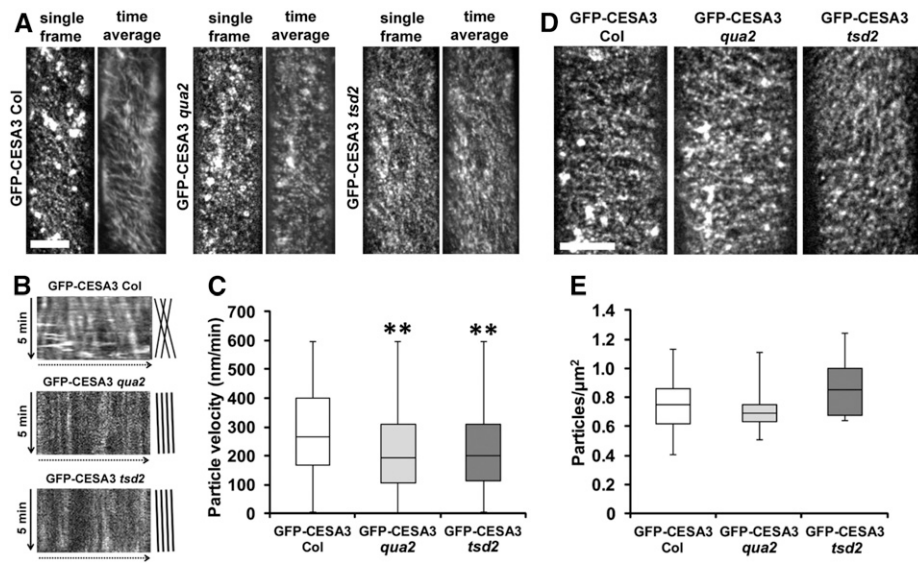 A
single frame
time average
single frame
time average
single frame
time average
GFP-CESA3 Col
GFP-CESA3 qua2
GFP-CESA3 tsd2
D
GFP-CESA3 Col
GFP-CESA3 qua2
GFP-CESA3 tsd2
B
GFP-CESA3 Col
5 min
GFP-CESA3 qua2
5 min
GFP-CESA3 tsd2
5 min
C
Particle velocity (nm/min)
700
600
500
400
300
200
100
0
**
**
GFP-CESA3 Col
GFP-CESA3 qua2
GFP-CESA3 tsd2
E
Particles/µm²
1.4
1.2
1.0
0.8
0.6
0.4
0.2
0
GFP-CESA3 Col
GFP-CESA3 qua2
GFP-CESA3 tsd2